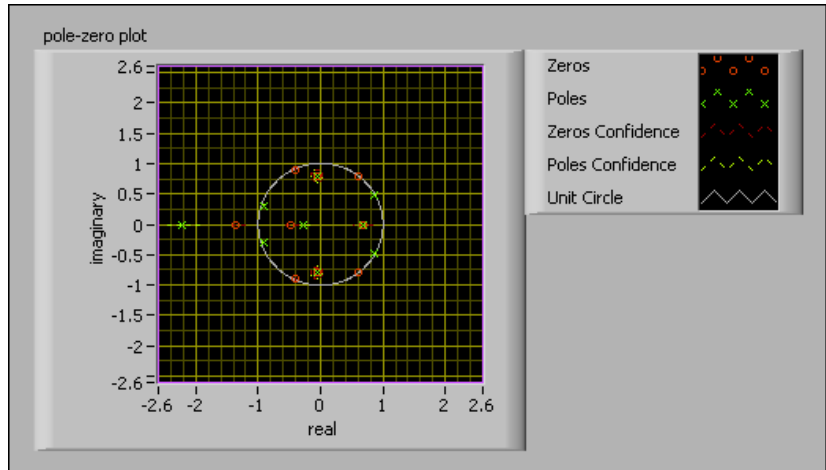 pole-zero plot
2.6
2
1.5
1
0.5
0
-0.5
-1
-1.5
-2
-2.6
imaginary
-2.6 -2 -1 0 1 2 2.6
real
Zeros
Poles
Zeros Confidence
Poles Confidence
Unit Circle